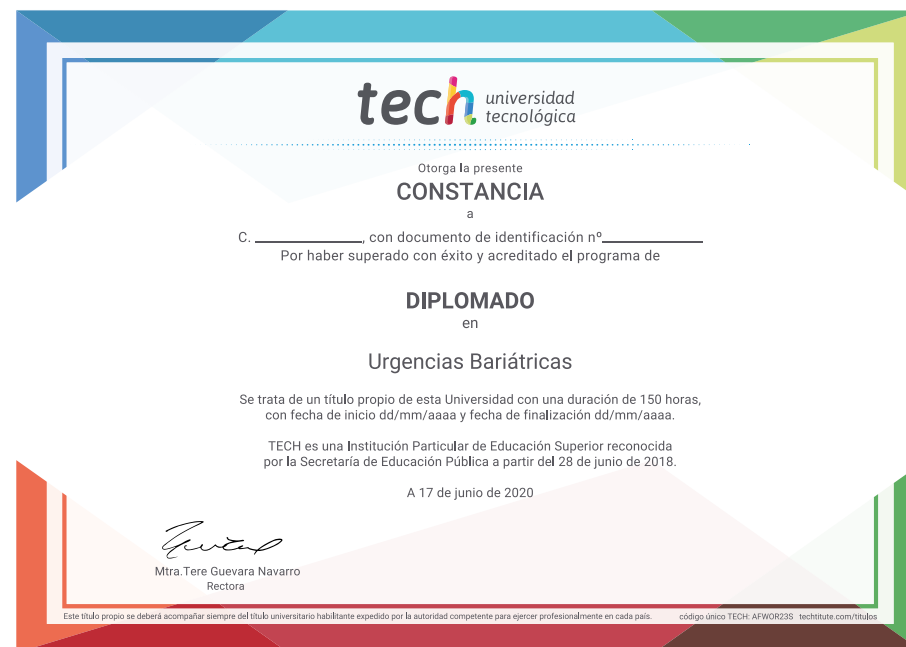 tech universidad
tecnológica
Otorga la presente
CONSTANCIA
a
C. ____________, con documento de identificación nº____________
Por haber superado con éxito y acreditado el programa de
DIPLOMADO
en
Urgencias Bariátricas
Se trata de un título propio de esta Universidad con una duración de 150 horas,
con fecha de inicio dd/mm/aaaa y fecha de finalización dd/mm/aaaa.
TECH es una Institución Particular de Educación Superior reconocida
por la Secretaría de Educación Pública a partir del 28 de junio de 2018.
A 17 de junio de 2020
Mtra.Tere Guevara Navarro
Rectora
Este título propio se deberá acompañar siempre del título universitario habilitante expedido por la autoridad competente para ejercer profesionalmente en cada país. código único TECH: AFWOR23S techtitute.com/titulos